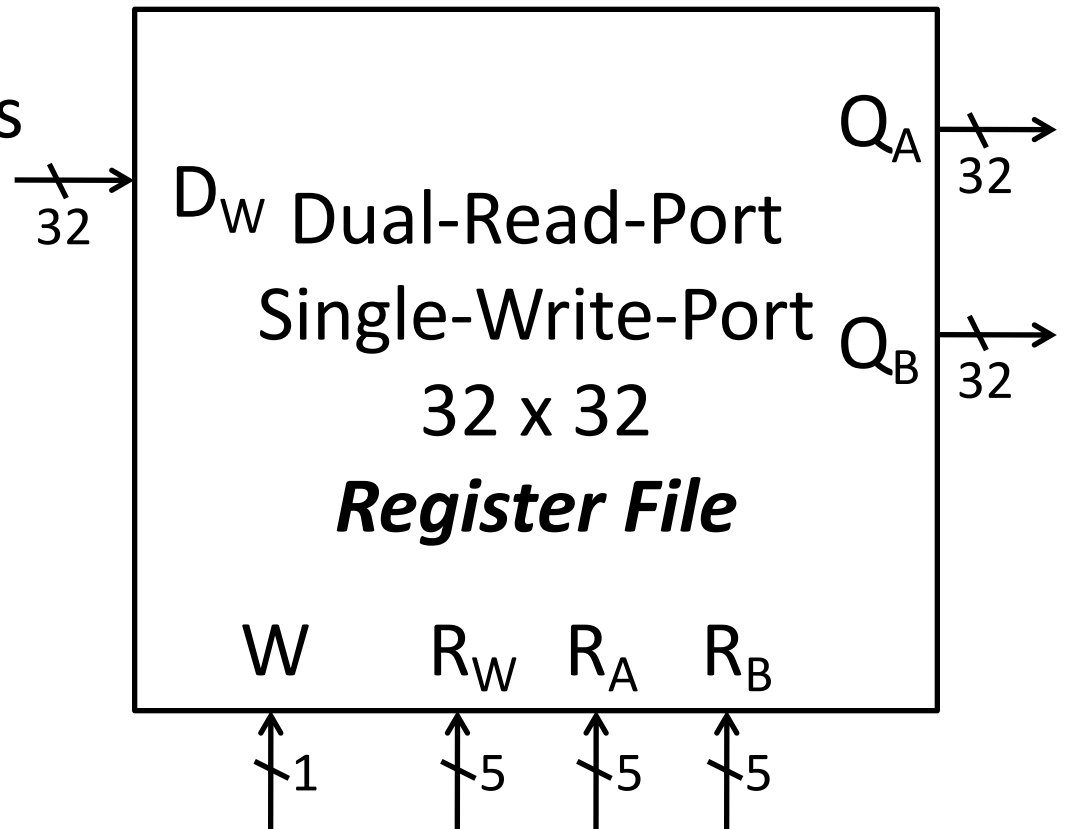 s
Q_A
32
D_W Dual-Read-Port
32
Single-Write-Port
Q_B
32
32 x 32
Register File
W R_W R_A R_B
1 5 5 5